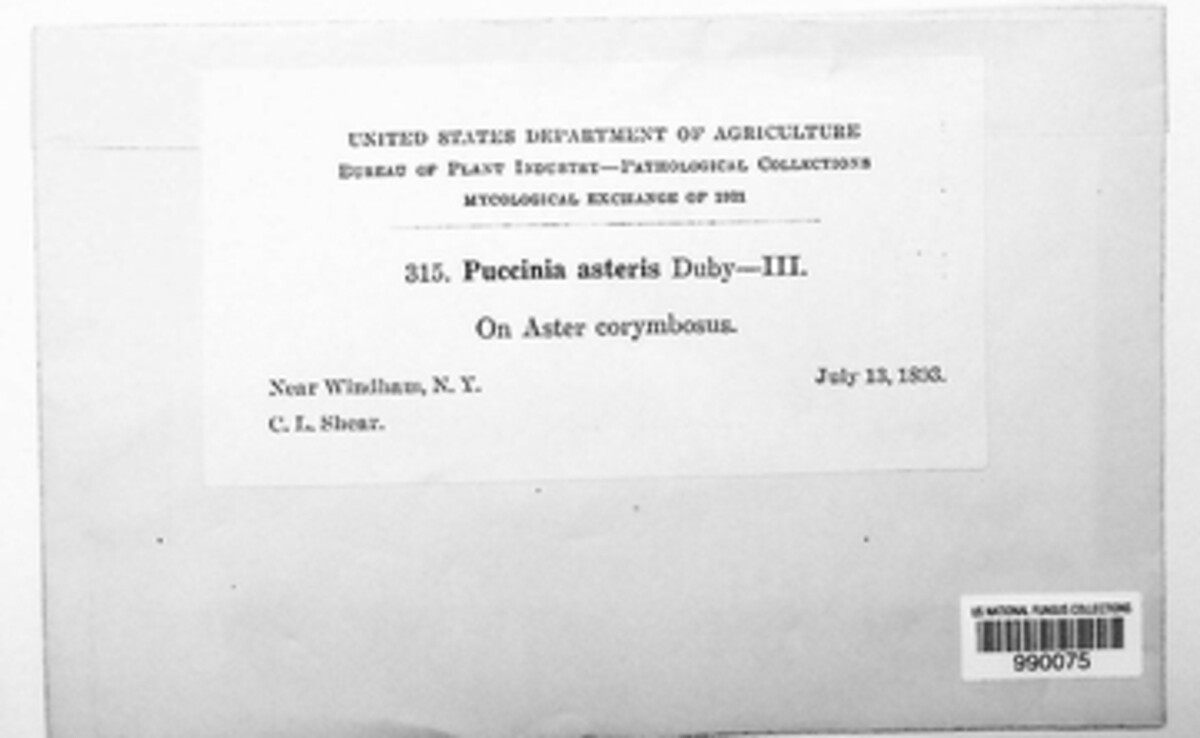 UNITED STATES DEPARTMENT OF AGRICULTURE
BUREAU OF PLANT INDUSTRY—PATHOLOGICAL COLLECTIONS
MYCOLOGICAL EXCHANGE OF 1921
315. Puccinia asteris Duby—III.
On Aster corymbosus.
Near Windham, N. Y.
July 13, 1893.
C. L. Shear.
US NATIONAL FUNGUS COLLECTIONS
990075